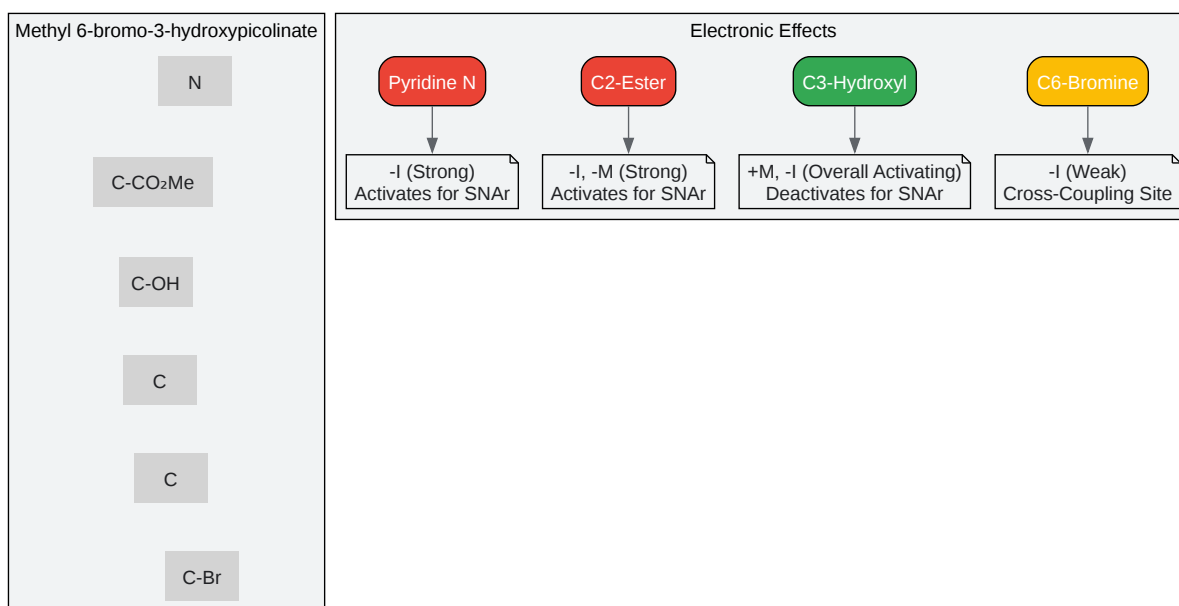 Methyl 6-bromo-3-hydroxypicolinate
N
C-CO₂Me
C-OH
C
C
C-Br
Electronic Effects
Pyridine N
C2-Ester
C3-Hydroxyl
C6-Bromine
-I (Strong)
Activates for SNAr
-I, -M (Strong)
Activates for SNAr
+M, -I (Overall Activating)
Deactivates for SNAr
-I (Weak)
Cross-Coupling Site